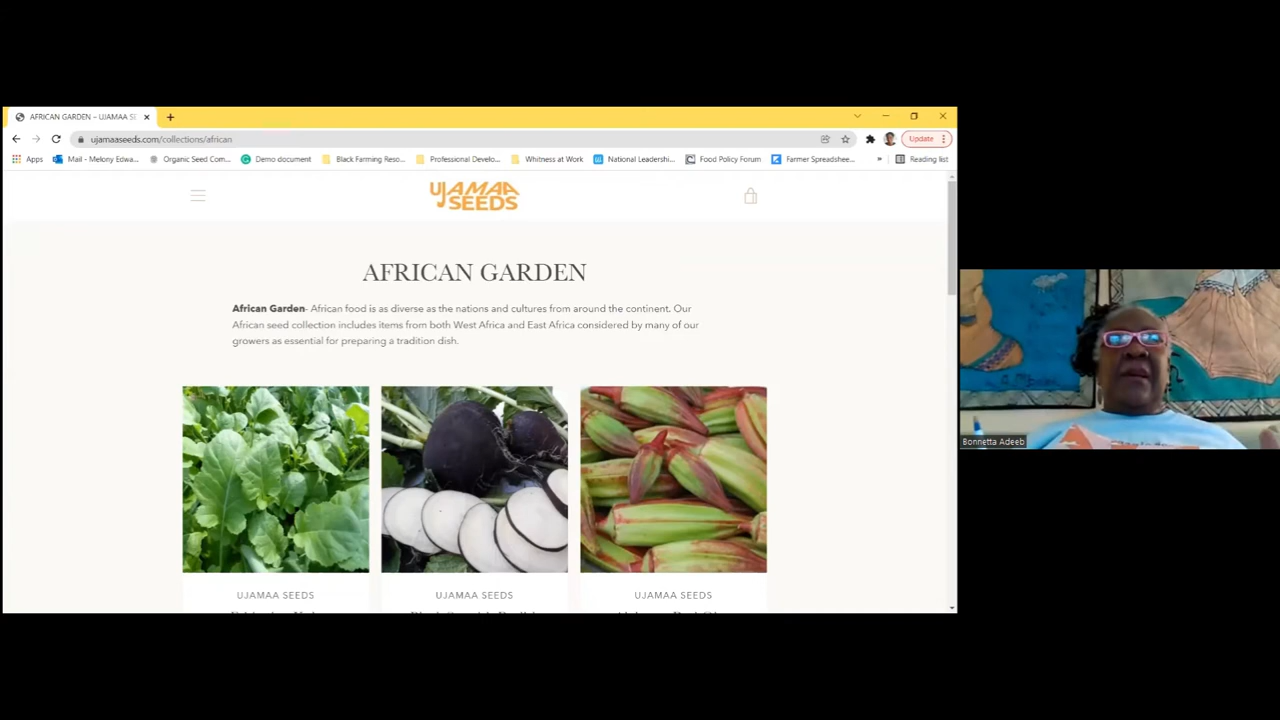 AFRICAN GARDEN – UJAMAA SE
ujamaaseeds.com/collections/african
Update
Apps
Mail - Melony Edwa...
Organic Seed Com...
Demo document
Black Farming Reso...
Professional Develo...
Whitness at Work
National Leadershi...
Food Policy Forum
Farmer Spreadshee...
»
Reading list
UJAMAA
SEEDS
AFRICAN GARDEN
African Garden- African food is as diverse as the nations and cultures from around the continent. Our
African seed collection includes items from both West Africa and East Africa considered by many of our
growers as essential for preparing a tradition dish.
UJAMAA SEEDS
UJAMAA SEEDS
UJAMAA SEEDS
Bonnetta Adeeb